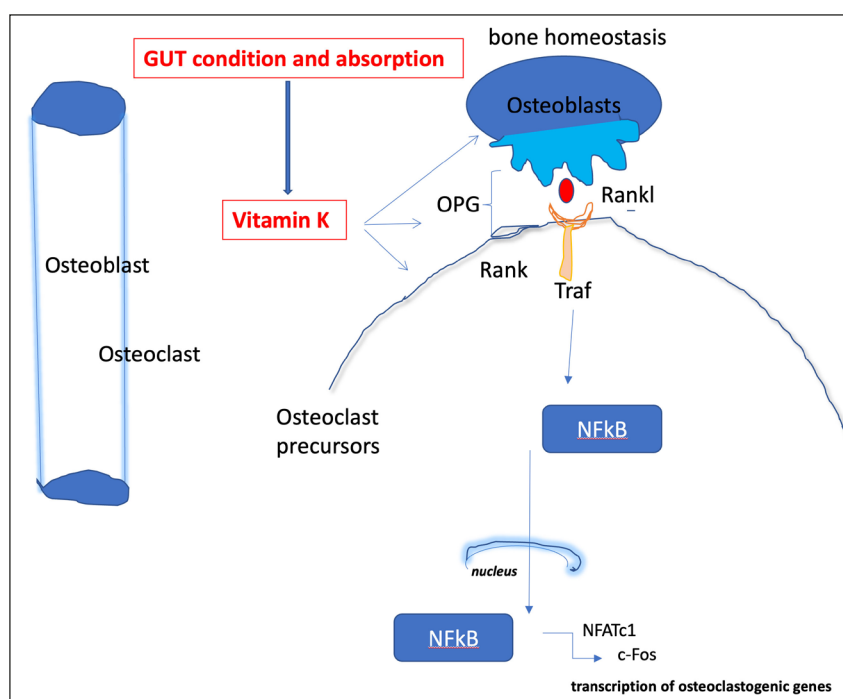 bone homeostasis
GUT condition and absorption
Osteoblasts
OPG
Rankl
Vitamin K
Rank
Osteoblast
Traf
Osteoclast
Osteoclast
precursors
NFkB
nucleus
NFkB
NFATc1
c-Fos
transcription of osteoclastogenic genes